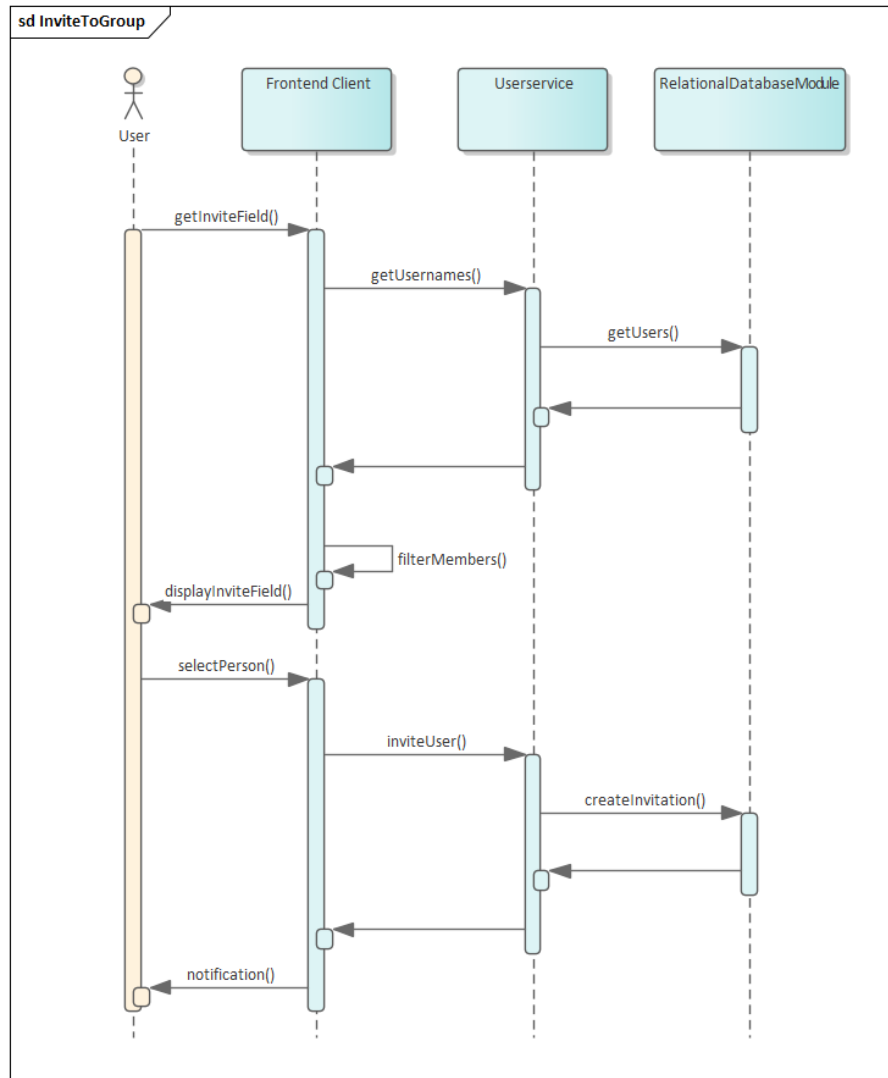 sd InviteToGroup
User
Frontend Client
Userservice
RelationalDatabaseModule
getInviteField()
getUsernames()
getUsers()
filterMembers()
displayInviteField()
selectPerson()
inviteUser()
createInvitation()
notification()